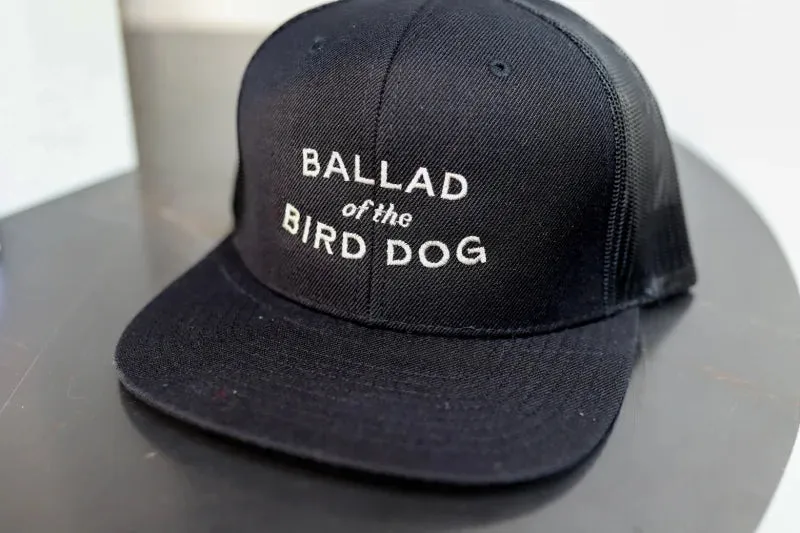 BALLAD
of the
BIRD DOG